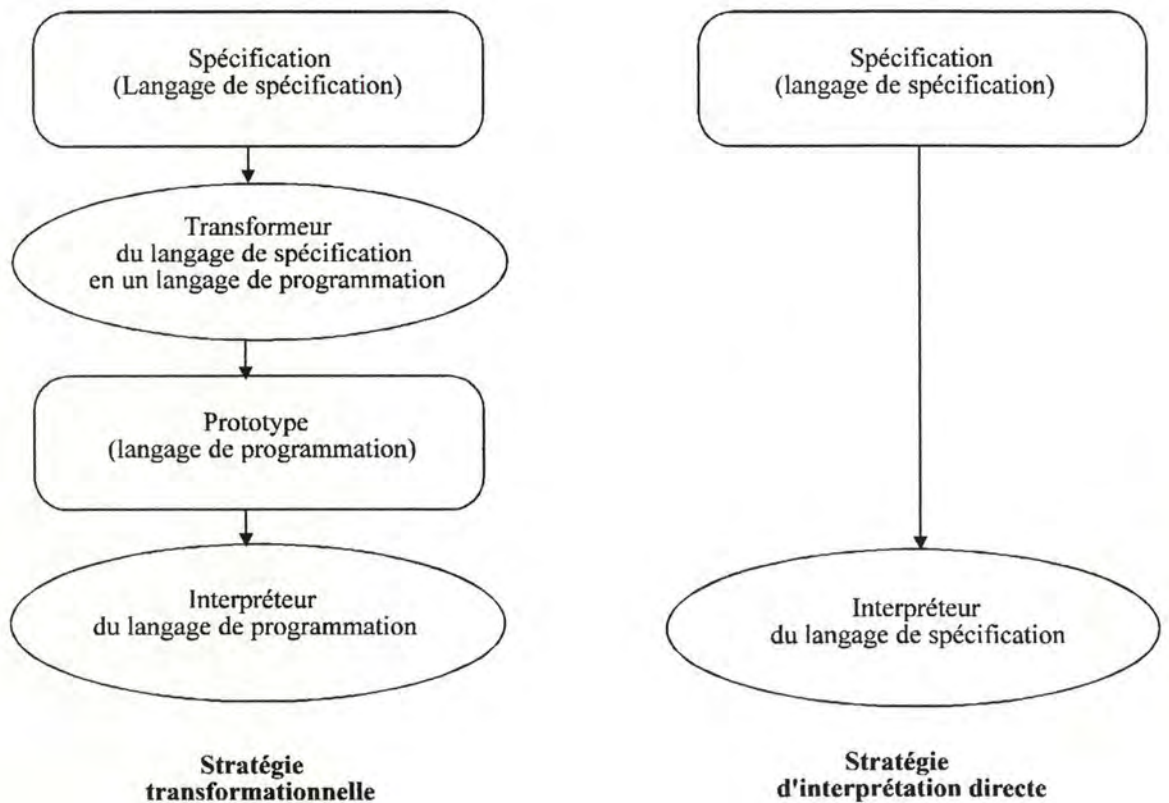 Spécification
(Langage de spécification)
Transformeur
du langage de spécification
en un langage de programmation
Prototype
(langage de programmation)
Interpréteur
du langage de programmation
Stratégie
transformationnelle
Spécification
(langage de spécification)
Interpréteur
du langage de spécification
Stratégie
d'interprétation directe